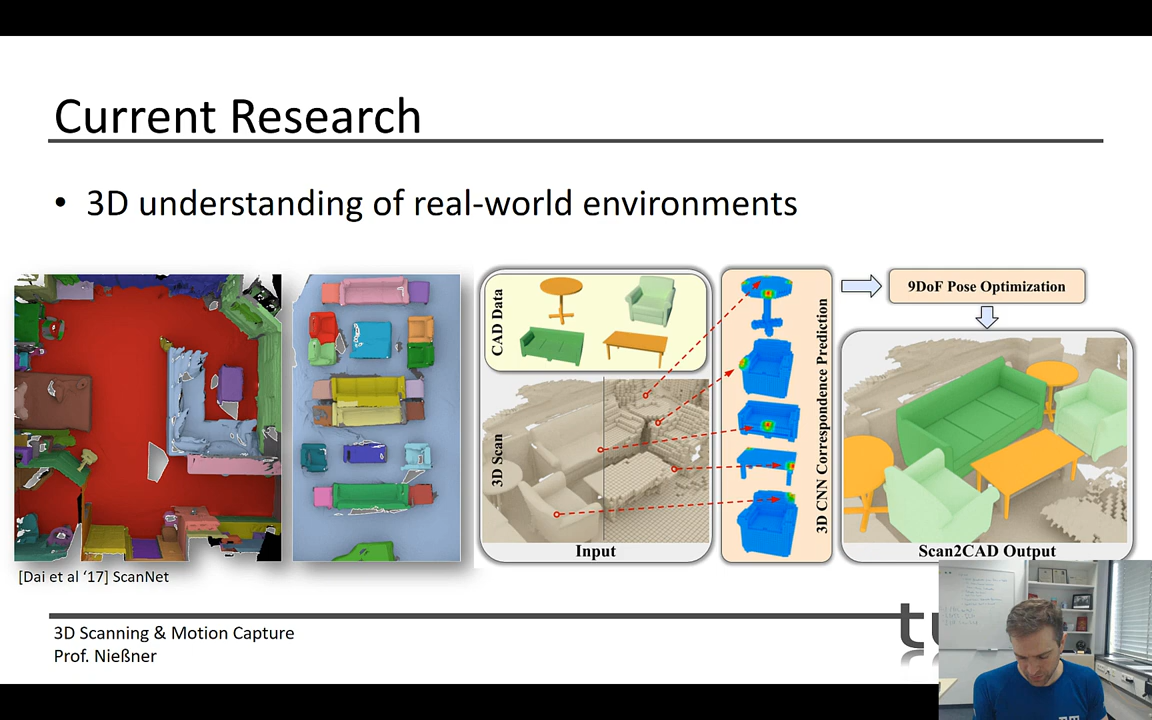 Current Research
• 3D understanding of real-world environments
CAD Data
3D Scan
Input
3D CNN Correspondence Prediction
9DoF Pose Optimization
Scan2CAD Output
[Dai et al ‘17] ScanNet
3D Scanning & Motion Capture
Prof. Nießner